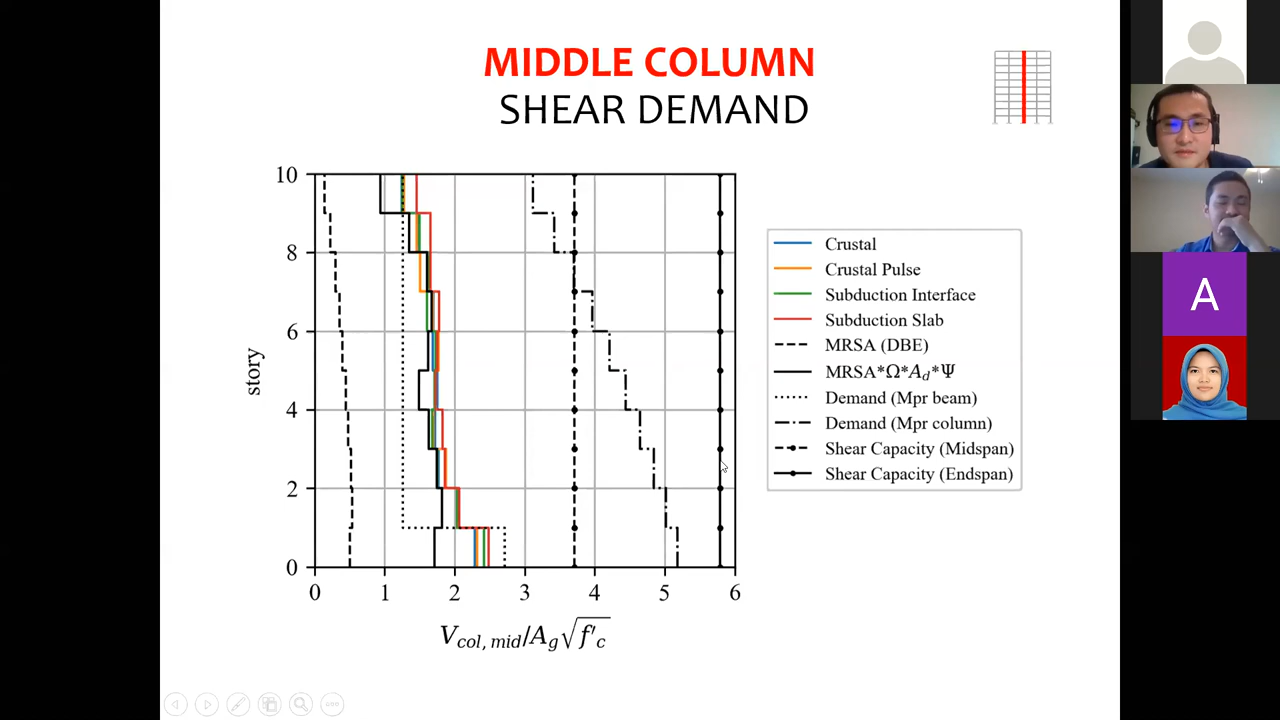 MIDDLE COLUMN
SHEAR DEMAND
10
8
6
4
2
0
story
0 1 2 3 4 5 6
V_{col, mid}/A_g√f'_c
Crustal
Crustal Pulse
Subduction Interface
Subduction Slab
MRSA (DBE)
MRSA*Ω*A_d*Ψ
Demand (Mpr beam)
Demand (Mpr column)
Shear Capacity (Midspan)
Shear Capacity (Endspan)
A